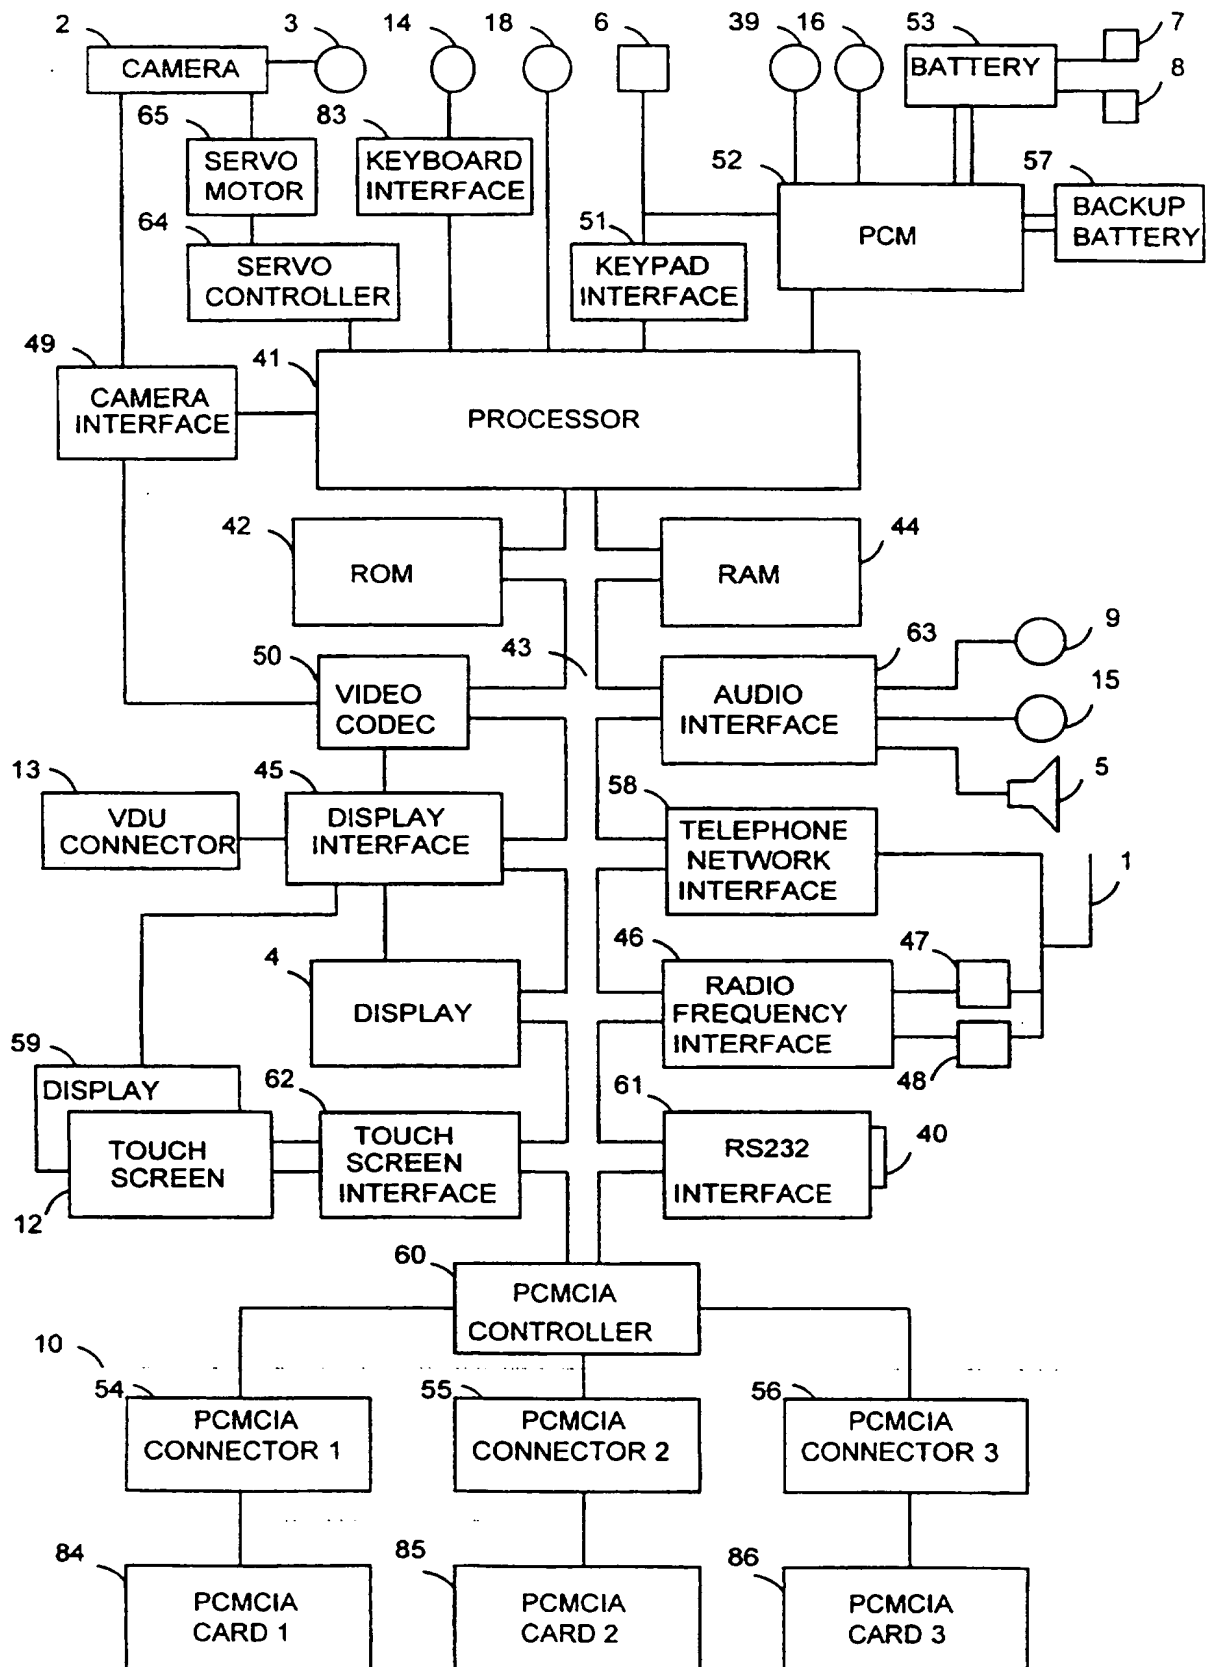 2 3 14 18 6 39 16 53 7
CAMERA
BATTERY
8
65 83
SERVO
MOTOR
KEYBOARD
INTERFACE
52 57
PCM
BACKUP
BATTERY
64 51
SERVO
CONTROLLER
KEYPAD
INTERFACE
49 41
CAMERA
INTERFACE
PROCESSOR
42 44
ROM
RAM
50 43 63 9
VIDEO
CODEC
AUDIO
INTERFACE
15
13 45 58 5
VDU
CONNECTOR
DISPLAY
INTERFACE
TELEPHONE
NETWORK
INTERFACE
1
4 46 47
DISPLAY
RADIO
FREQUENCY
INTERFACE
48
59 62 61
DISPLAY
TOUCH
SCREEN
TOUCH
SCREEN
INTERFACE
RS232
INTERFACE
40
12
60
PCMCIA
CONTROLLER
10
54 55 56
PCMCIA
CONNECTOR 1
PCMCIA
CONNECTOR 2
PCMCIA
CONNECTOR 3
84 85 86
PCMCIA
CARD 1
PCMCIA
CARD 2
PCMCIA
CARD 3